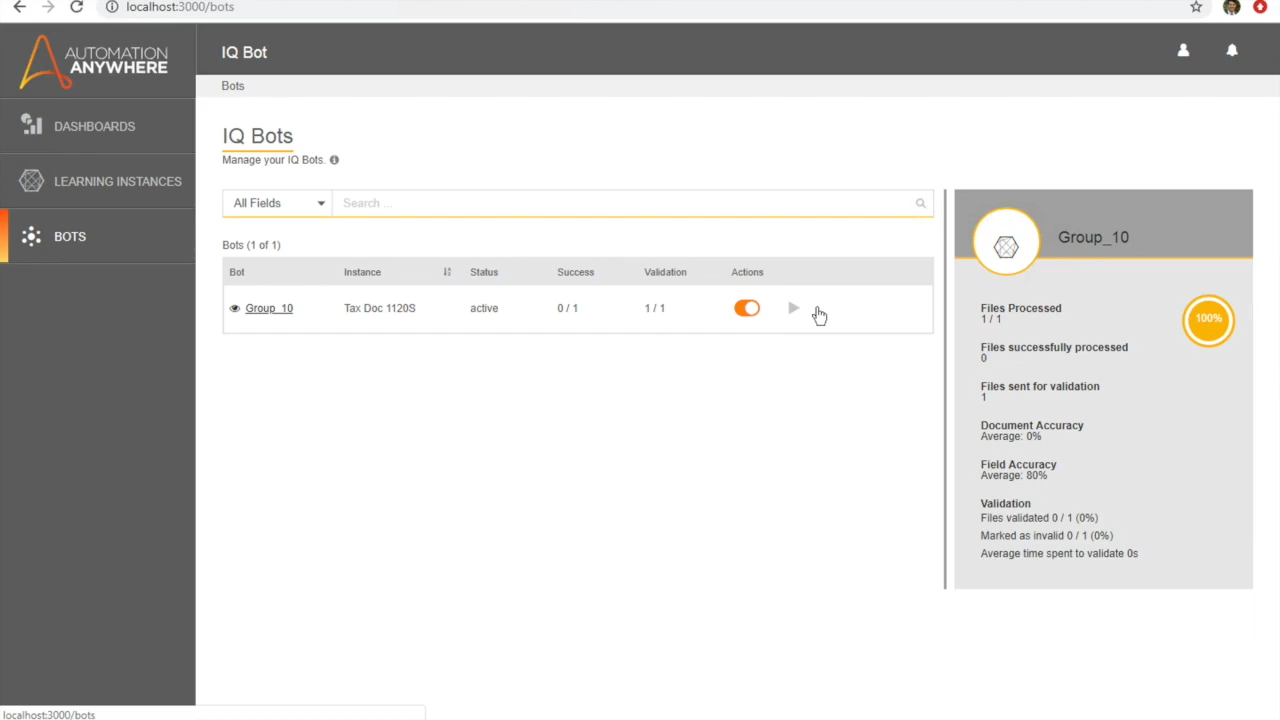 localhost:3000/bots
AUTOMATION
ANYWHERE
IQ Bot
Bots
DASHBOARDS
LEARNING INSTANCES
BOTS
IQ Bots
Manage your IQ Bots.
All Fields
Search ...
Bots (1 of 1)
Bot Instance Status Success Validation Actions
Group_10 Tax Doc 1120S active 0 / 1 1 / 1
Group_10
Files Processed
1 / 1
100%
Files successfully processed
0
Files sent for validation
1
Document Accuracy
Average: 0%
Field Accuracy
Average: 80%
Validation
Files validated 0 / 1 (0%)
Marked as invalid 0 / 1 (0%)
Average time spent to validate 0s
localhost:3000/bots